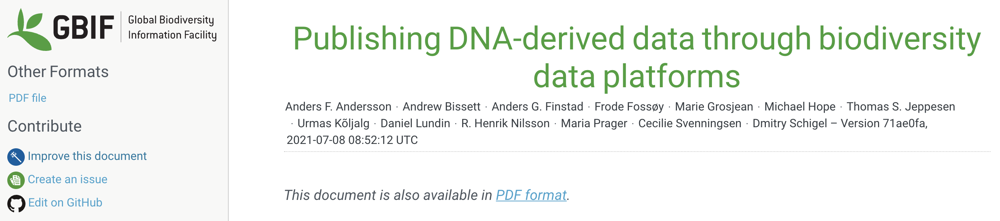 GBIF
Global Biodiversity
Information Facility
Other Formats
PDF file
Contribute
Improve this document
Create an issue
Edit on GitHub
Publishing DNA-derived data through biodiversity
data platforms
Anders F. Andersson · Andrew Bissett · Anders G. Finstad · Frode Fossøy · Marie Grosjean · Michael Hope · Thomas S. Jeppesen
· Urmas Kõljalg · Daniel Lundin · R. Henrik Nilsson · Maria Prager · Cecilie Svenningsen · Dmitry Schigel – Version 71ae0fa,
2021-07-08 08:52:12 UTC
This document is also available in PDF format.